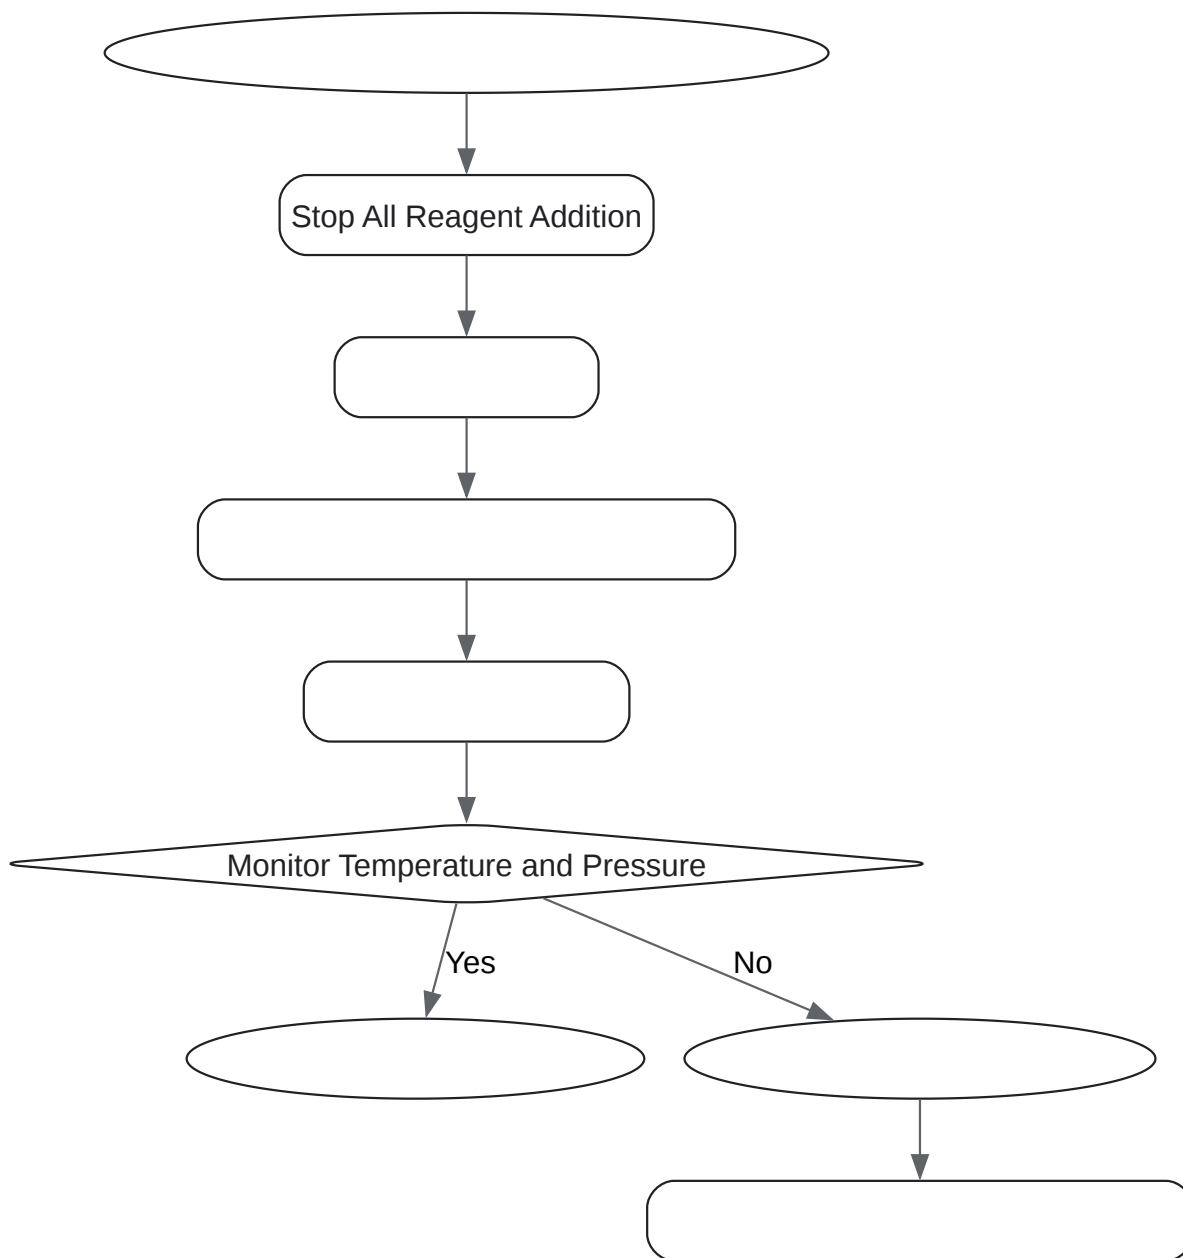 Stop All Reagent Addition
Monitor Temperature and Pressure
Yes
No